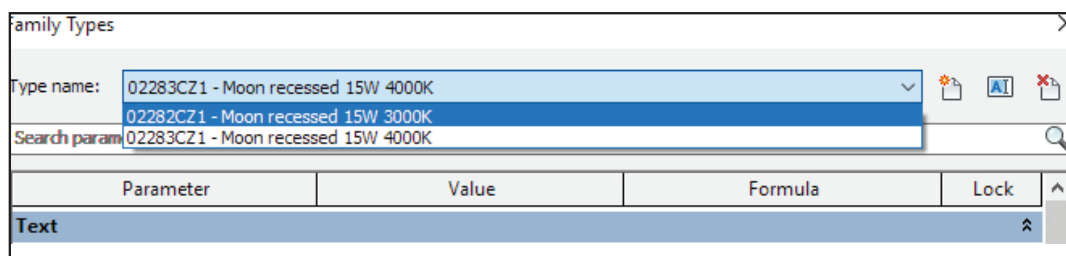 Family Types
Type name: 02283CZ1 - Moon recessed 15W 4000K AI
02282CZ1 - Moon recessed 15W 3000K
Search param 02283CZ1 - Moon recessed 15W 4000K
Parameter Value Formula Lock
Text